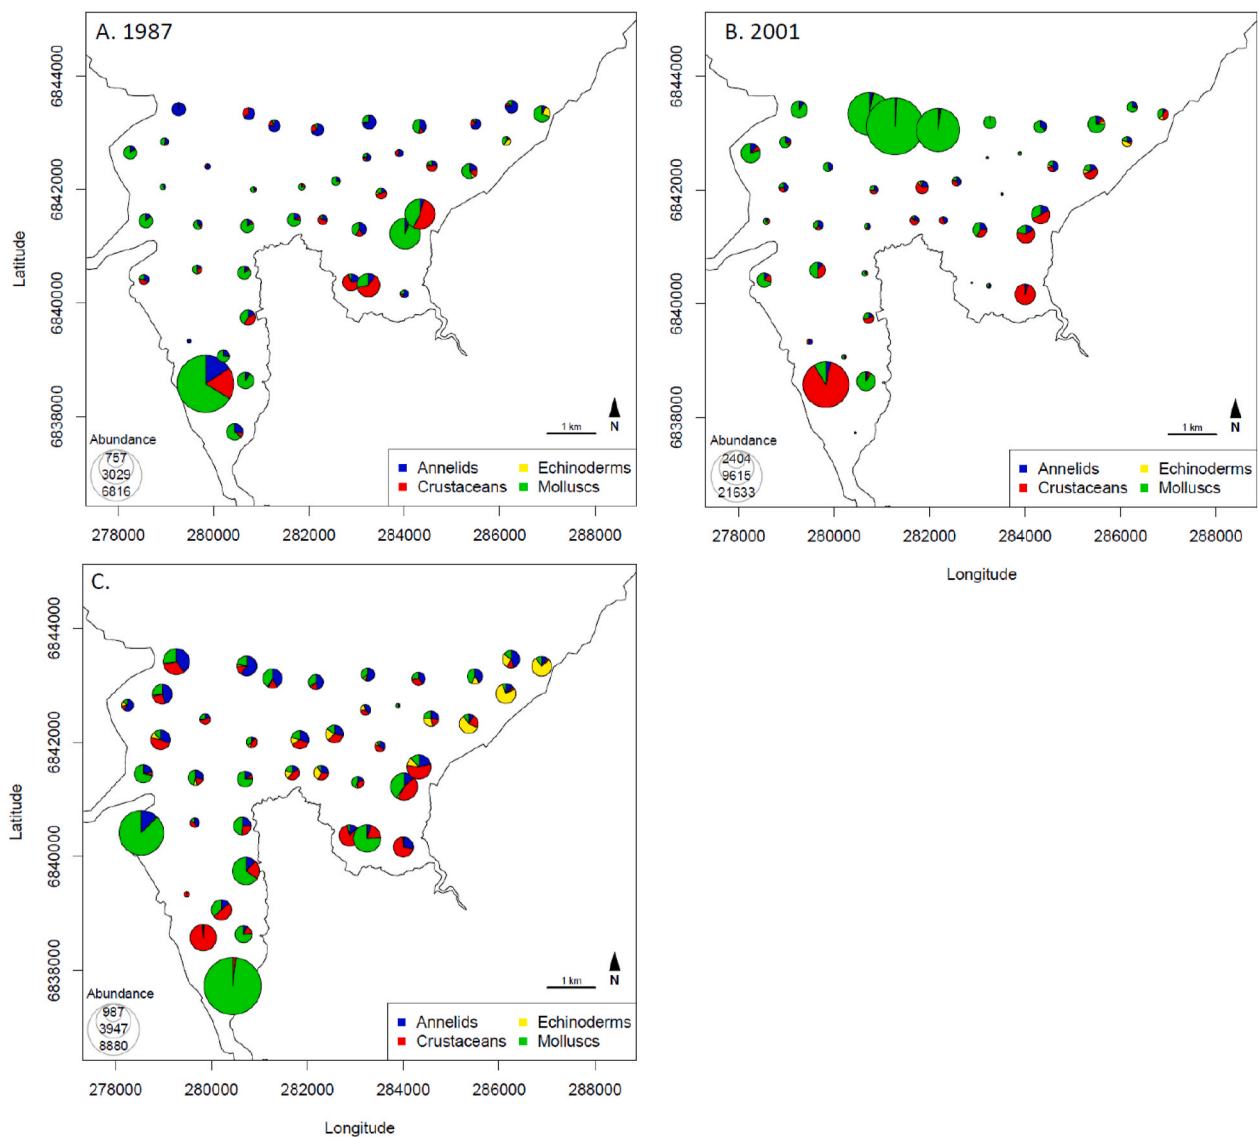 A. 1987
Latitude
6844000
6842000
6840000
6838000
Abundance
757
3029
6816
1 km
N
Annelids
Echinoderms
Crustaceans
Molluscs
278000 280000 282000 284000 286000 288000
B. 2001
6844000
6842000
6840000
6838000
Abundance
2404
9615
21633
1 km
N
Annelids
Echinoderms
Crustaceans
Molluscs
278000 280000 282000 284000 286000 288000
Longitude
C.
Latitude
6844000
6842000
6840000
6838000
Abundance
987
3947
8880
1 km
N
Annelids
Echinoderms
Crustaceans
Molluscs
278000 280000 282000 284000 286000 288000
Longitude